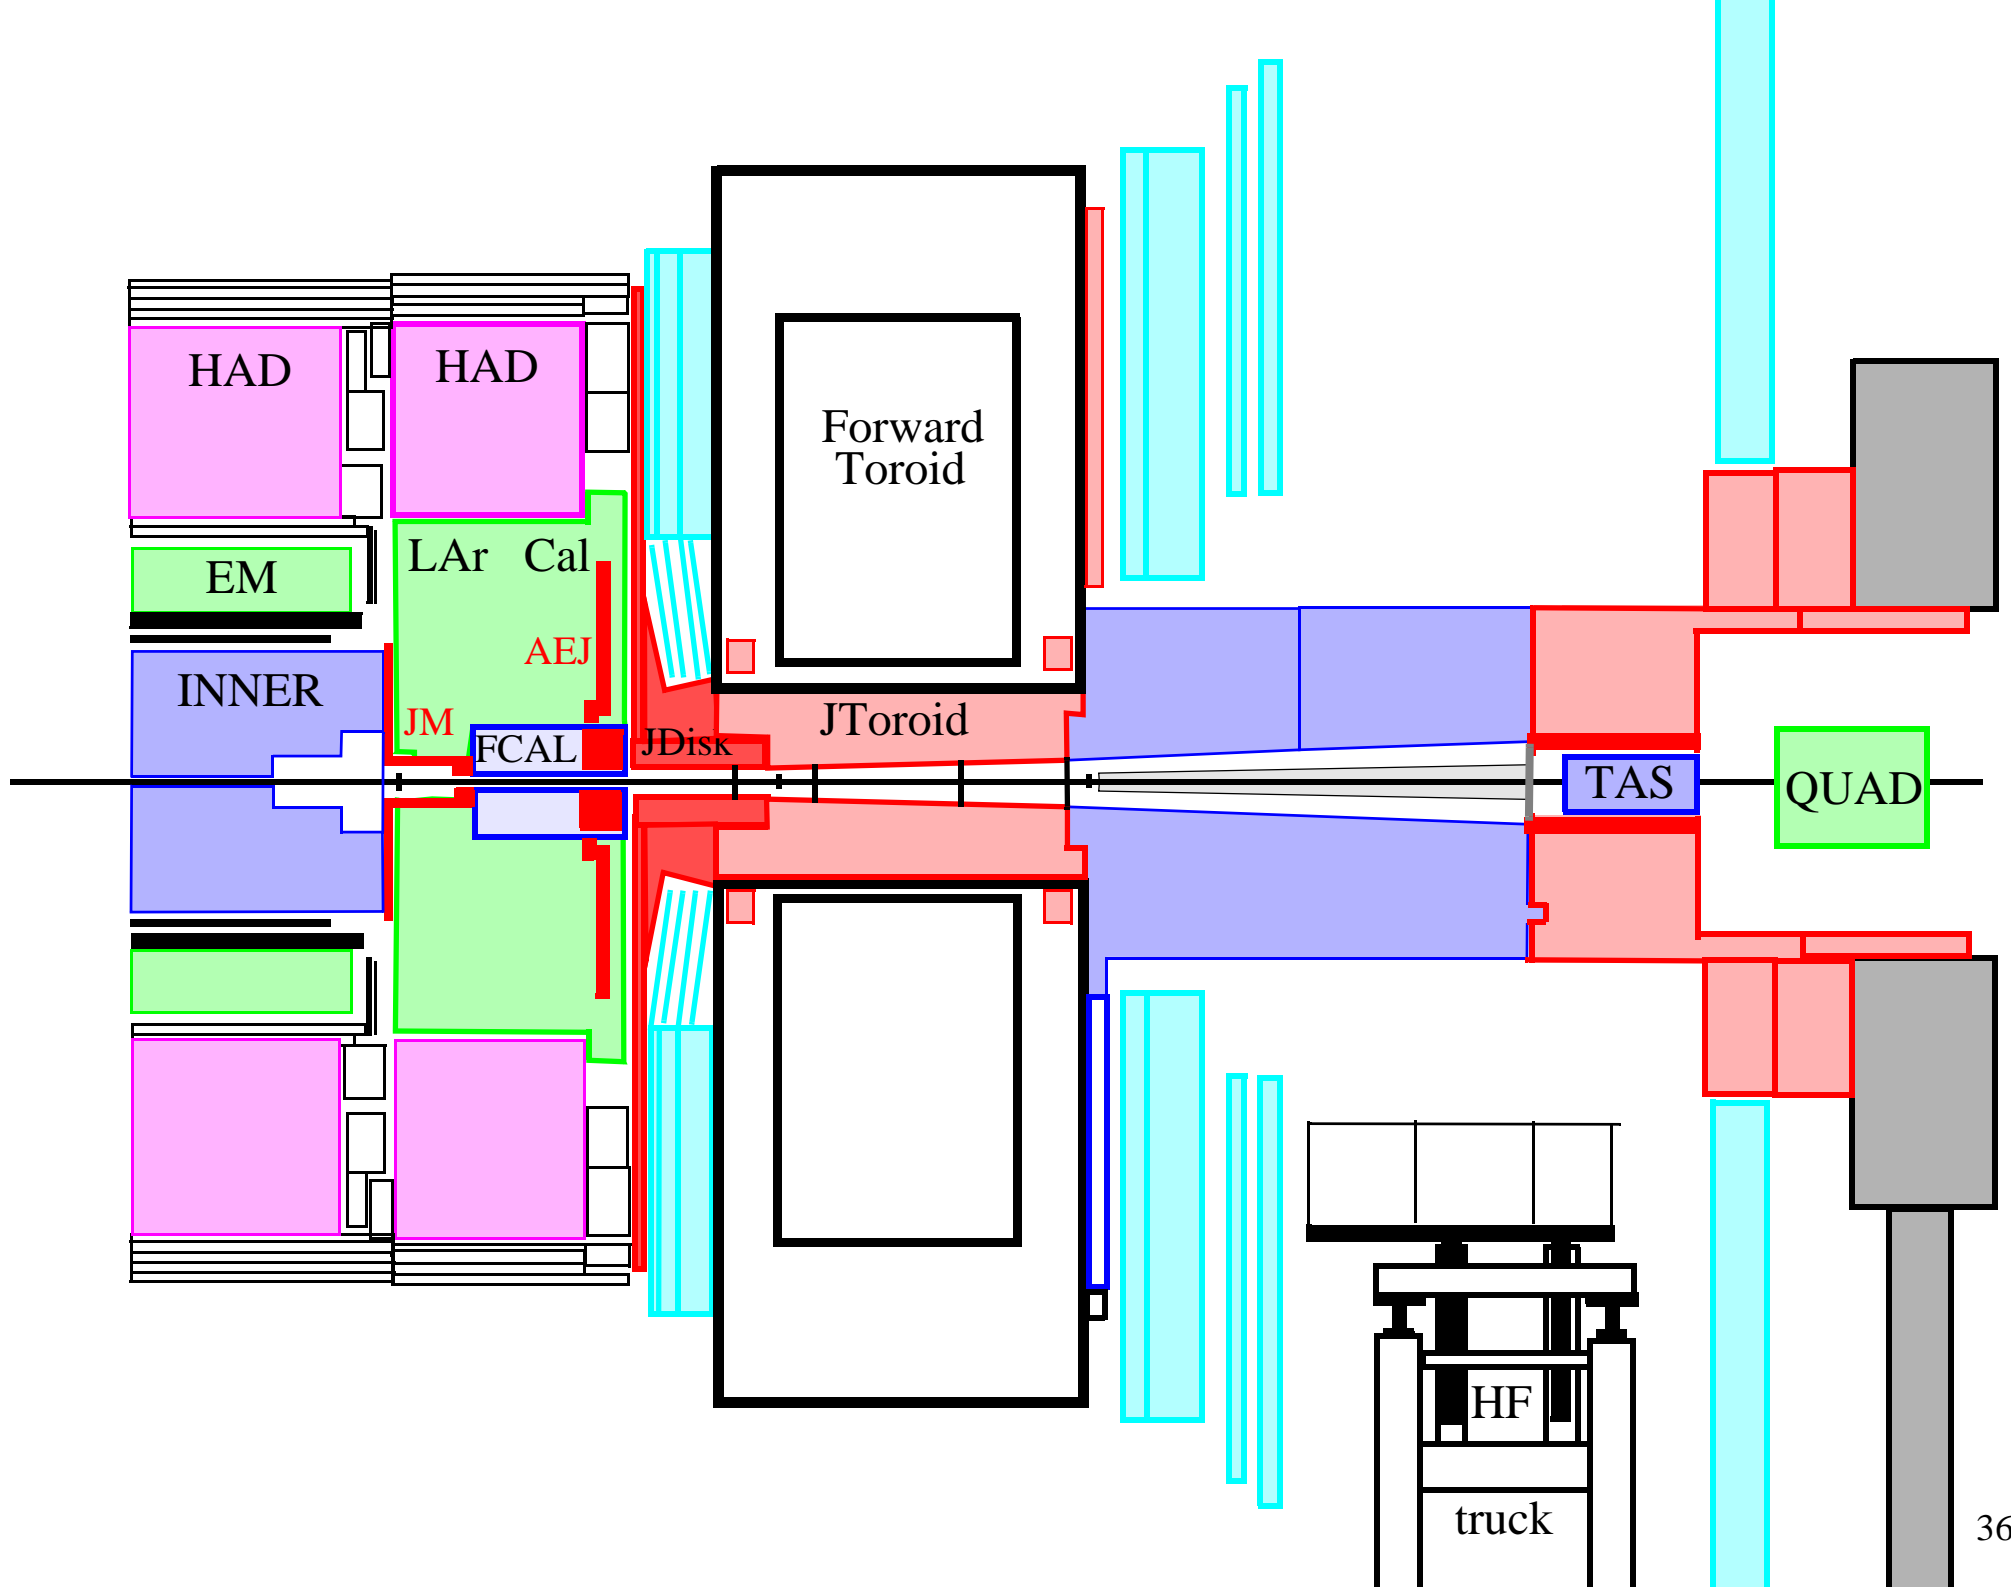 HAD
HAD
Forward
Toroid
LAr Cal
EM
AEJ
INNER
JM
JToroid
FCAL
JDisk
TAS
QUAD
HF
truck
36